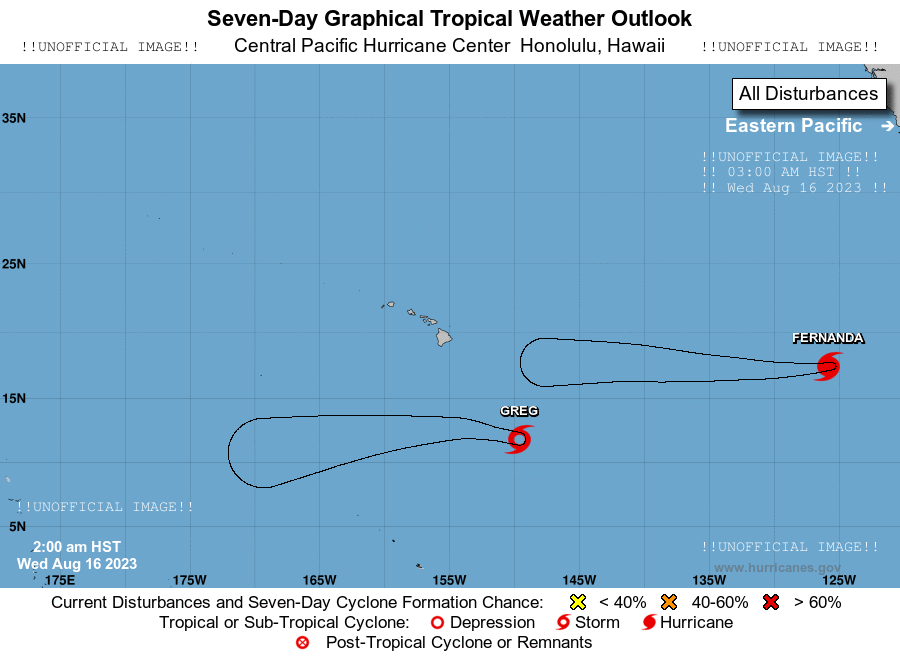 Seven-Day Graphical Tropical Weather Outlook
!!UNOFFICIAL IMAGE!! Central Pacific Hurricane Center Honolulu, Hawaii !!UNOFFICIAL IMAGE!!
All Disturbances
35N
Eastern Pacific ➔
!!UNOFFICIAL IMAGE!!
!! 03:00 AM HST !!
!! Wed Aug 16 2023 !!
25N
FERNANDA
15N
GREG
!!UNOFFICIAL IMAGE!!
5N
2:00 am HST
Wed Aug 16 2023
!!UNOFFICIAL IMAGE!!
www.hurricanes.gov
175E 175W 165W 155W 145W 135W 125W
Current Disturbances and Seven-Day Cyclone Formation Chance: < 40% 40-60% > 60%
Tropical or Sub-Tropical Cyclone: Depression Storm Hurricane
Post-Tropical Cyclone or Remnants